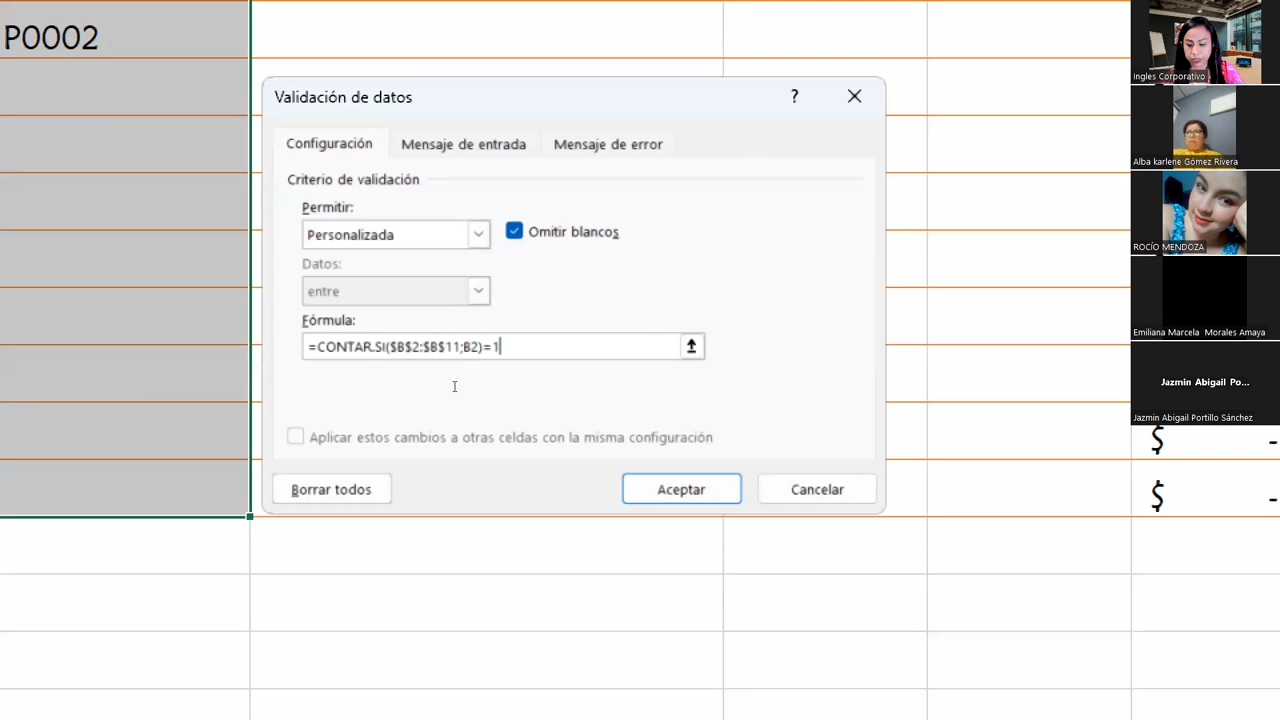 P0002
Validación de datos
?
Configuración
Mensaje de entrada
Mensaje de error
Criterio de validación
Permitir:
Personalizada
Omitir blancos
Datos:
entre
Fórmula:
=CONTAR.SI($B$2:$B$11;B2)=1
Aplicar estos cambios a otras celdas con la misma configuración
Borrar todos
Aceptar
Cancelar
Ingles Corporativo
Alba karlene Gómez Rivera
ROCÍO MENDOZA
Emiliana Marcela Morales Amaya
Jazmin Abigail Po...
Jazmín Abigail Portillo Sánchez
$ -
$ -